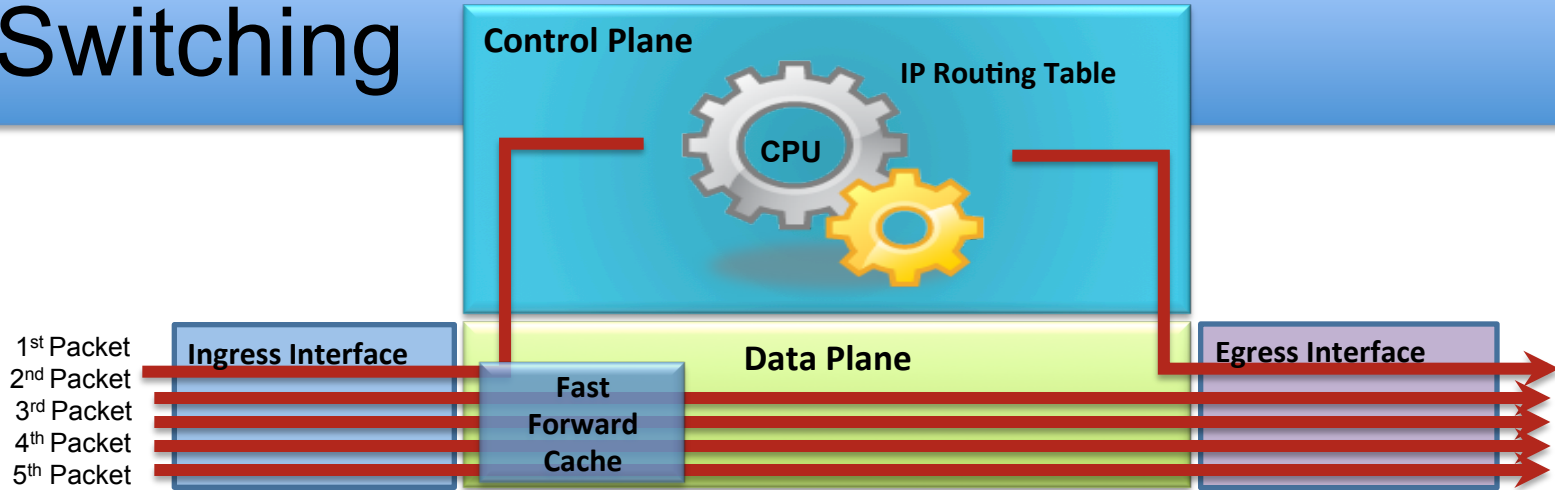 Switching
Control Plane
IP Routing Table
CPU
1st Packet
2nd Packet
3rd Packet
4th Packet
5th Packet
Ingress Interface
Fast
Forward
Cache
Data Plane
Egress Interface